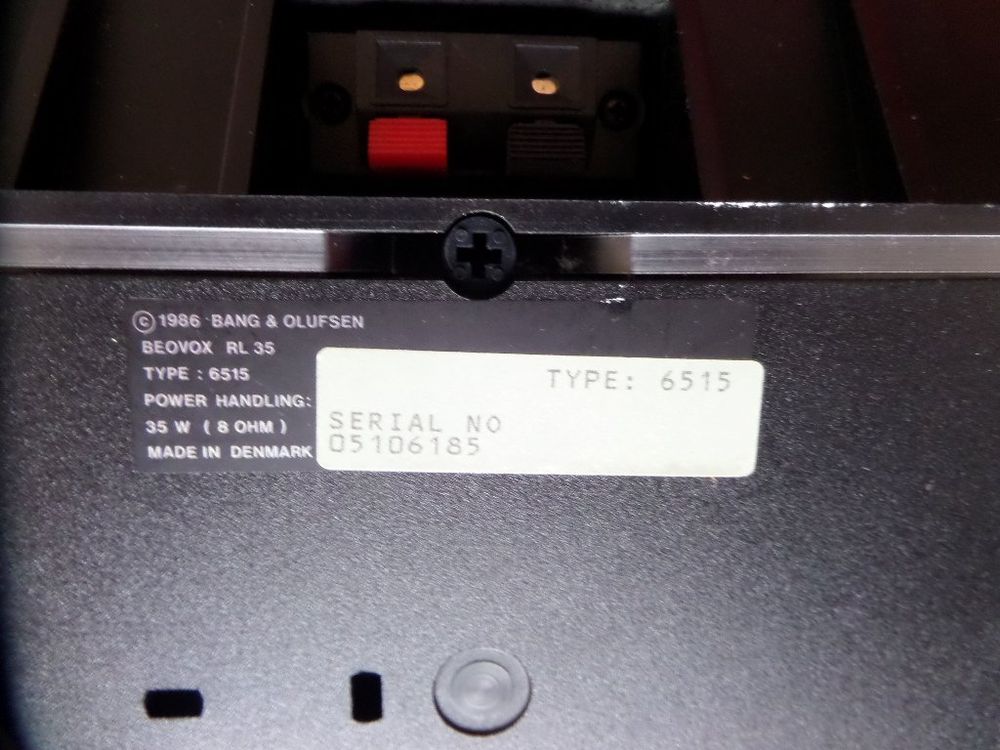 © 1986 BANG & OLUFSEN
BEOVOX RL 35
TYPE : 6515
POWER HANDLING:
35 W ( 8 OHM )
MADE IN DENMARK
TYPE: 6515
SERIAL NO
05106185